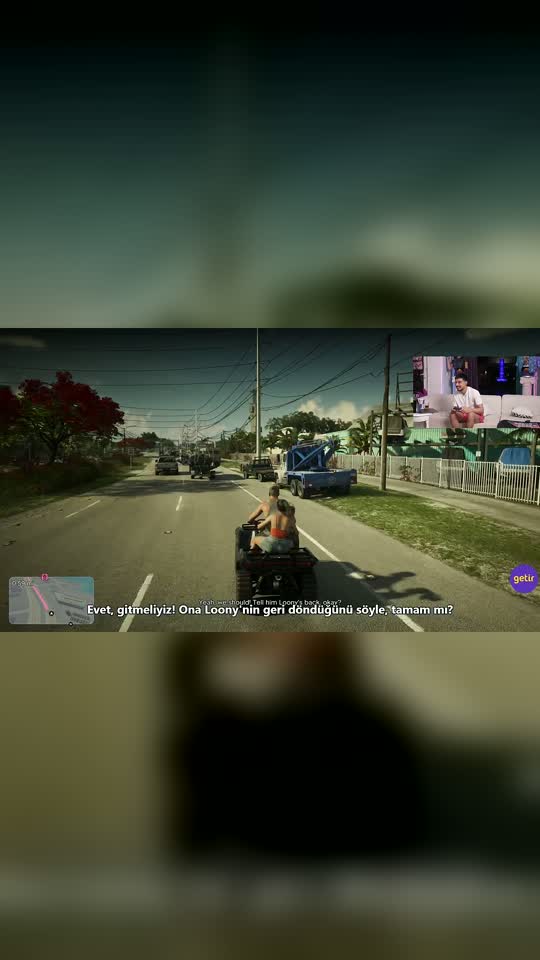 getir
Yeah, we should! Tell him Loony's back, okay?
Evet, gitmeliyiz! Ona Loony'nin geri döndüğünü söyle, tamam mı?